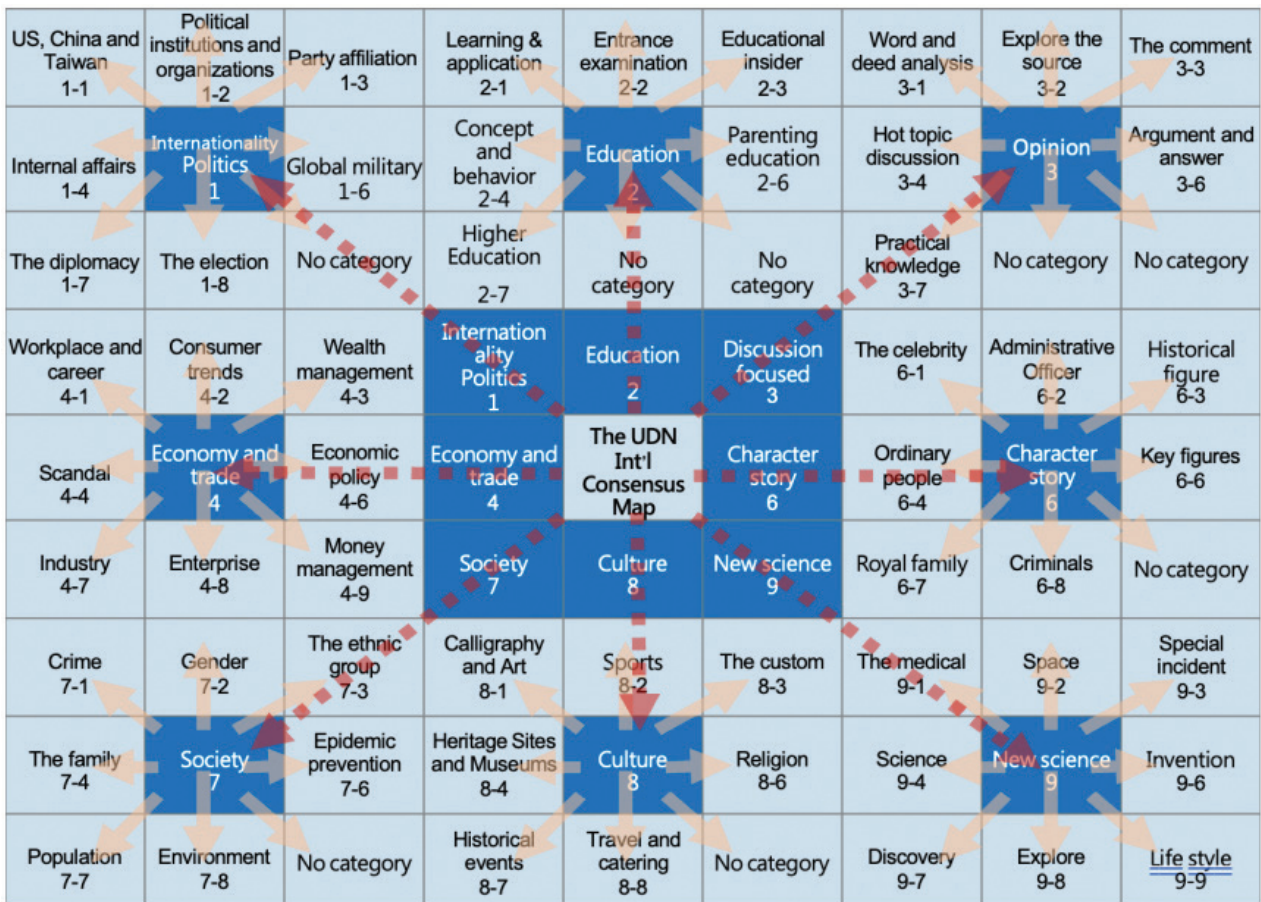 US, China and
Taiwan
1-1
Political
institutions and
organizations
1-2
Party affiliation
1-3
Learning &
application
2-1
Entrance
examination
2-2
Educational
insider
2-3
Word and
deed analysis
3-1
Explore the
source
3-2
The comment
3-3
Internal affairs
1-4
Internationality
Politics
1
Global military
1-6
Concept
and
behavior
2-4
Education
2
Parenting
education
2-6
Hot topic
discussion
3-4
Opinion
3
Argument and
answer
3-6
The diplomacy
1-7
The election
1-8
No category
Higher
Education
2-7
No
category
No
category
Practical
knowledge
3-7
No category
No category
Workplace and
career
4-1
Consumer
trends
4-2
Wealth
management
4-3
Internation
ality
Politics
1
Education
2
Discussion
focused
3
The celebrity
6-1
Administrative
Officer
6-2
Historical
figure
6-3
Scandal
4-4
Economy and
trade
4
Economic
policy
4-6
Economy and
trade
4
The UDN
Int'l
Consensus
Map
Character
story
6
Ordinary
people
6-4
Character
story
6
Key figures
6-6
Industry
4-7
Enterprise
4-8
Money
management
4-9
Society
7
Culture
8
New science
9
Royal family
6-7
Criminals
6-8
No category
Crime
7-1
Gender
7-2
The ethnic
group
7-3
Calligraphy
and Art
8-1
Sports
8-2
The custom
8-3
The medical
9-1
Space
9-2
Special
incident
9-3
The family
7-4
Society
7
Epidemic
prevention
7-6
Heritage Sites
and Museums
8-4
Culture
8
Religion
8-6
Science
9-4
New science
9
Invention
9-6
Population
7-7
Environment
7-8
No category
Historical
events
8-7
Travel and
catering
8-8
No category
Discovery
9-7
Explore
9-8
Life style
9-9